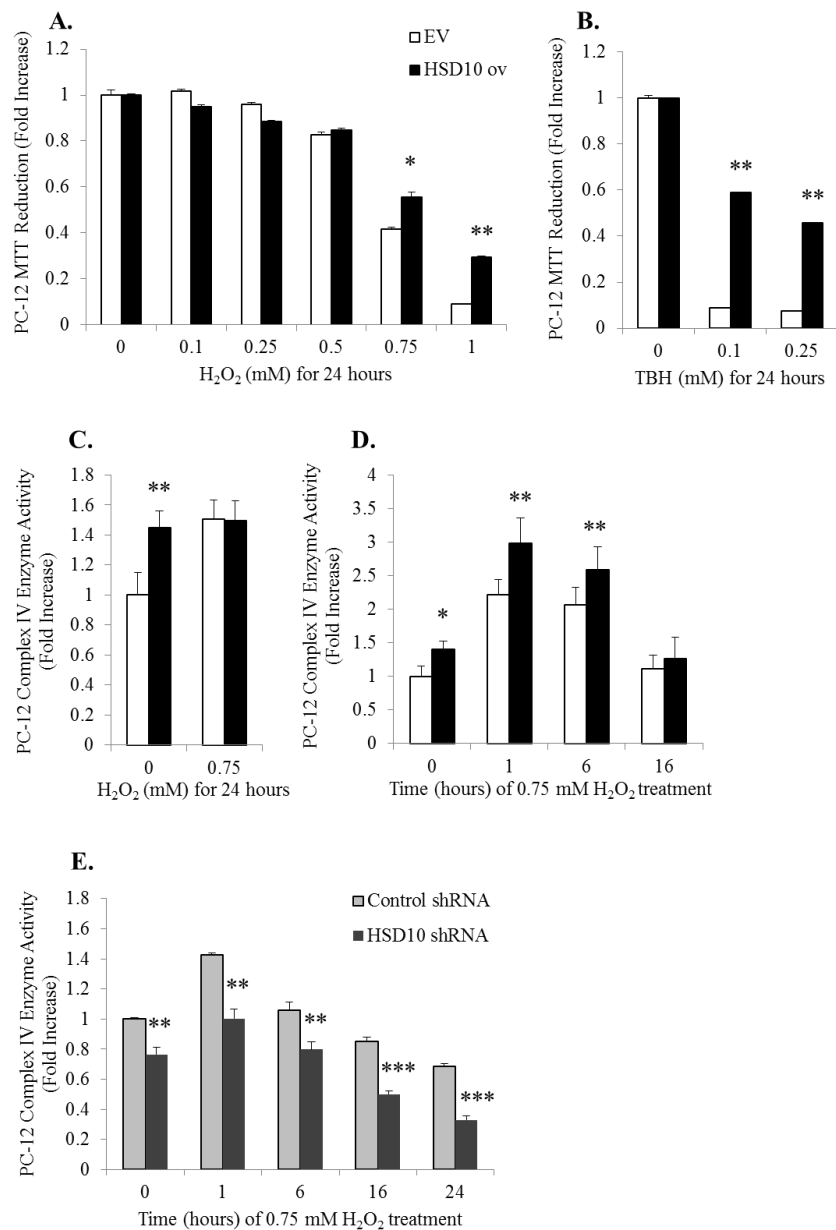 A.
EV
HSD10 ov
PC-12 MTT Reduction (Fold Increase)
1.2
1
0.8
0.6
0.4
0.2
0
*
**
0 0.1 0.25 0.5 0.75 1
H₂O₂ (mM) for 24 hours
B.
PC-12 MTT Reduction (Fold Increase)
1.2
1
0.8
0.6
0.4
0.2
0
** **
0 0.1 0.25
TBH (mM) for 24 hours
C.
PC-12 Complex IV Enzyme Activity
(Fold Increase)
1.8
1.6
1.4
1.2
1
0.8
0.6
0.4
0.2
0
**
0 0.75
H₂O₂ (mM) for 24 hours
D.
PC-12 Complex IV Enzyme Activity
(Fold Increase)
4
3.5
3
2.5
2
1.5
1
0.5
0
* ** **
0 1 6 16
Time (hours) of 0.75 mM H₂O₂ treatment
E.
Control shRNA
HSD10 shRNA
PC-12 Complex IV Enzyme Activity
(Fold Increase)
1.8
1.6
1.4
1.2
1
0.8
0.6
0.4
0.2
0
** ** ** *** ***
0 1 6 16 24
Time (hours) of 0.75 mM H₂O₂ treatment